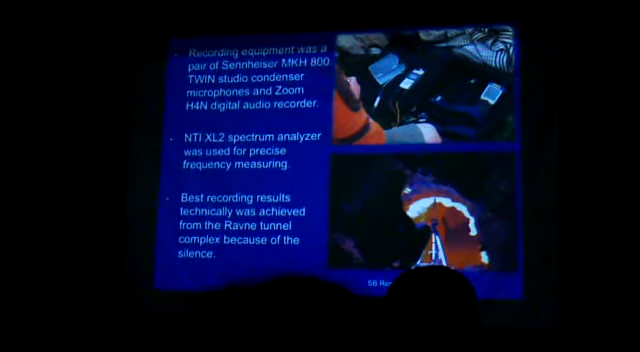 Recording equipment was a
pair of Sennheiser MKH 800
TWIN studio condenser
microphones and Zoom
H4N digital audio recorder.
NTI XL2 spectrum analyzer
was used for precise
frequency measuring.
Best recording results
technically was achieved
from the Ravne tunnel
complex because of the
silence.
SB